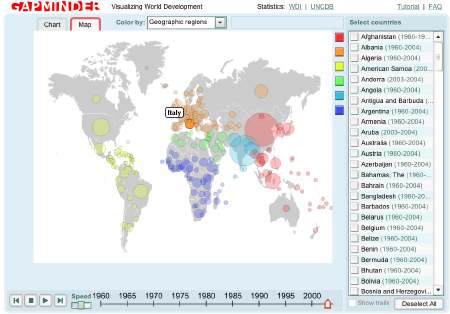 GAPMINDER
Visualizing World Development
Statistics: WDI | UNCDB
Tutorial | FAQ
Chart
Map
Color by: Geographic regions
Select countries
Italy
Afghanistan (1960-19...
Albania (1960-2004)
Algeria (1960-2004)
American Samoa (200...
Andorra (2003-2004)
Angola (1960-2004)
Antigua and Barbuda (...
Argentina (1960-2004)
Armenia (1960-2004)
Aruba (2003-2004)
Australia (1960-2004)
Austria (1960-2004)
Azerbaijan (1960-2004)
Bahamas, The (1960-...
Bahrain (1960-2004)
Bangladesh (1960-20...
Barbados (1960-2004)
Belarus (1960-2004)
Belgium (1960-2004)
Belize (1960-2004)
Benin (1960-2004)
Bermuda (1960-2004)
Bhutan (1960-2004)
Bolivia (1960-2004)
Bosnia and Herzegovi...
Show trails
Deselect All
Speed
1960 1965 1970 1975 1980 1985 1990 1995 2000